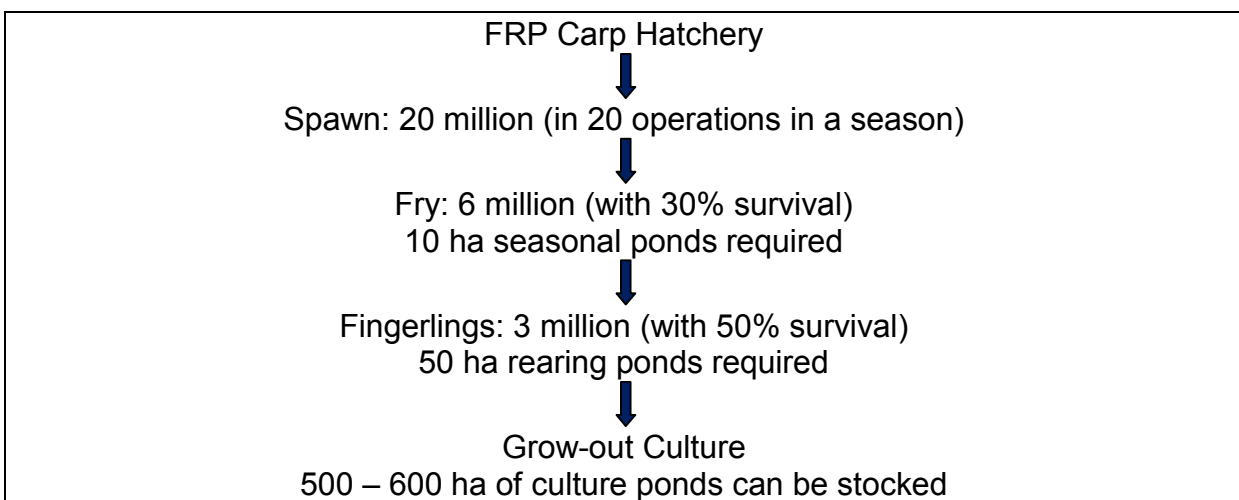 FRP Carp Hatchery
Spawn: 20 million (in 20 operations in a season)
Fry: 6 million (with 30% survival)
10 ha seasonal ponds required
Fingerlings: 3 million (with 50% survival)
50 ha rearing ponds required
Grow-out Culture
500 – 600 ha of culture ponds can be stocked